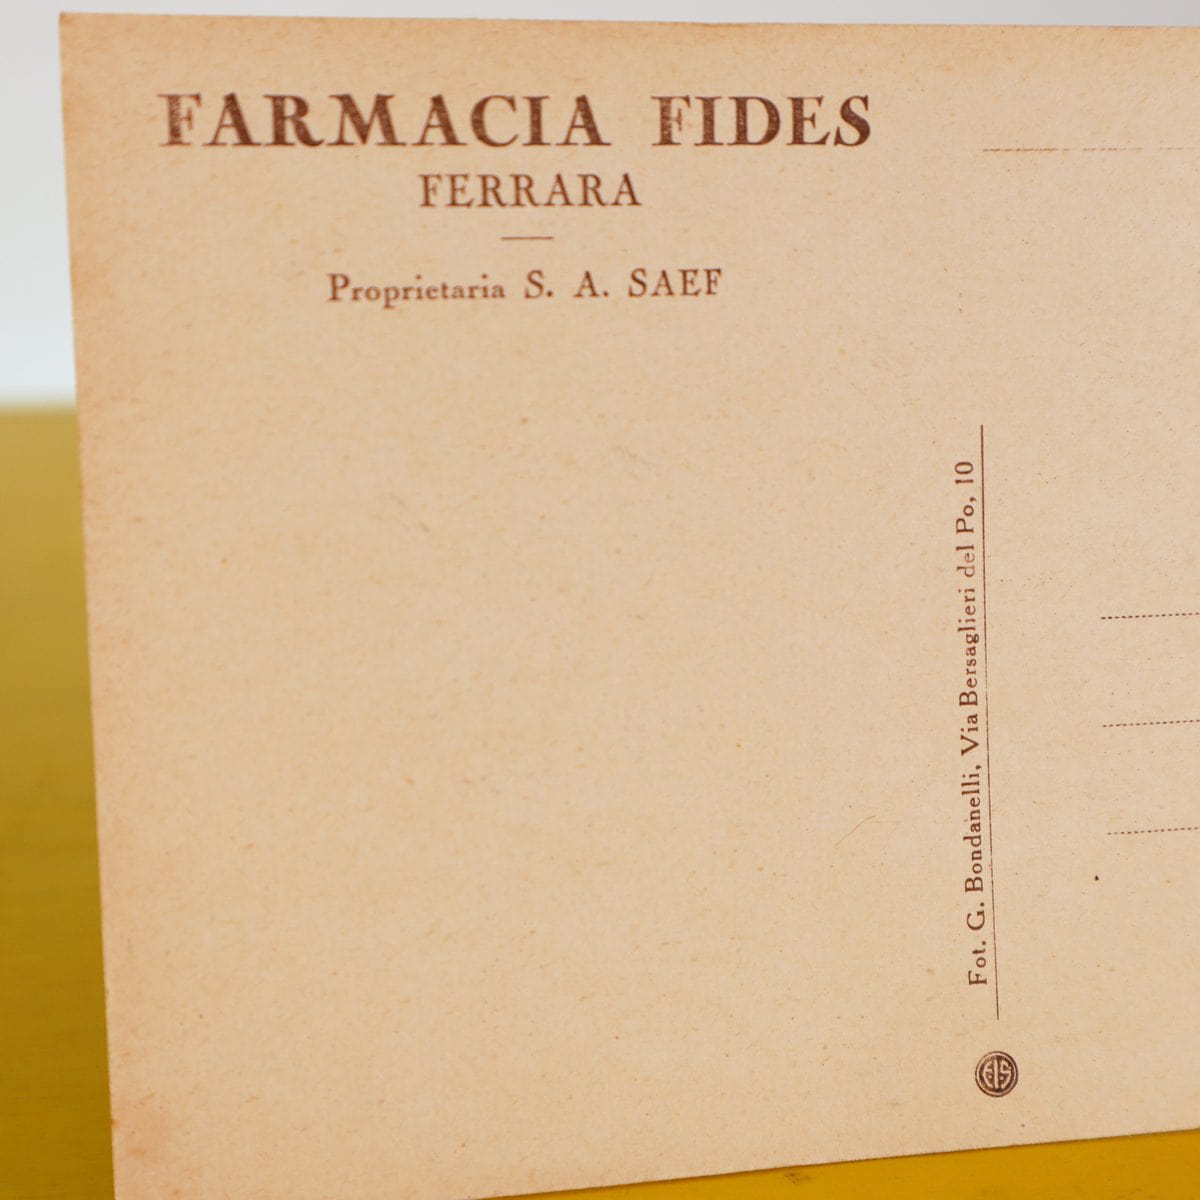 FARMACIA FIDES
FERRARA
Proprietaria S. A. SAEF
Fot. G. Bondanelli, Via Bersaglieri del Po, 10